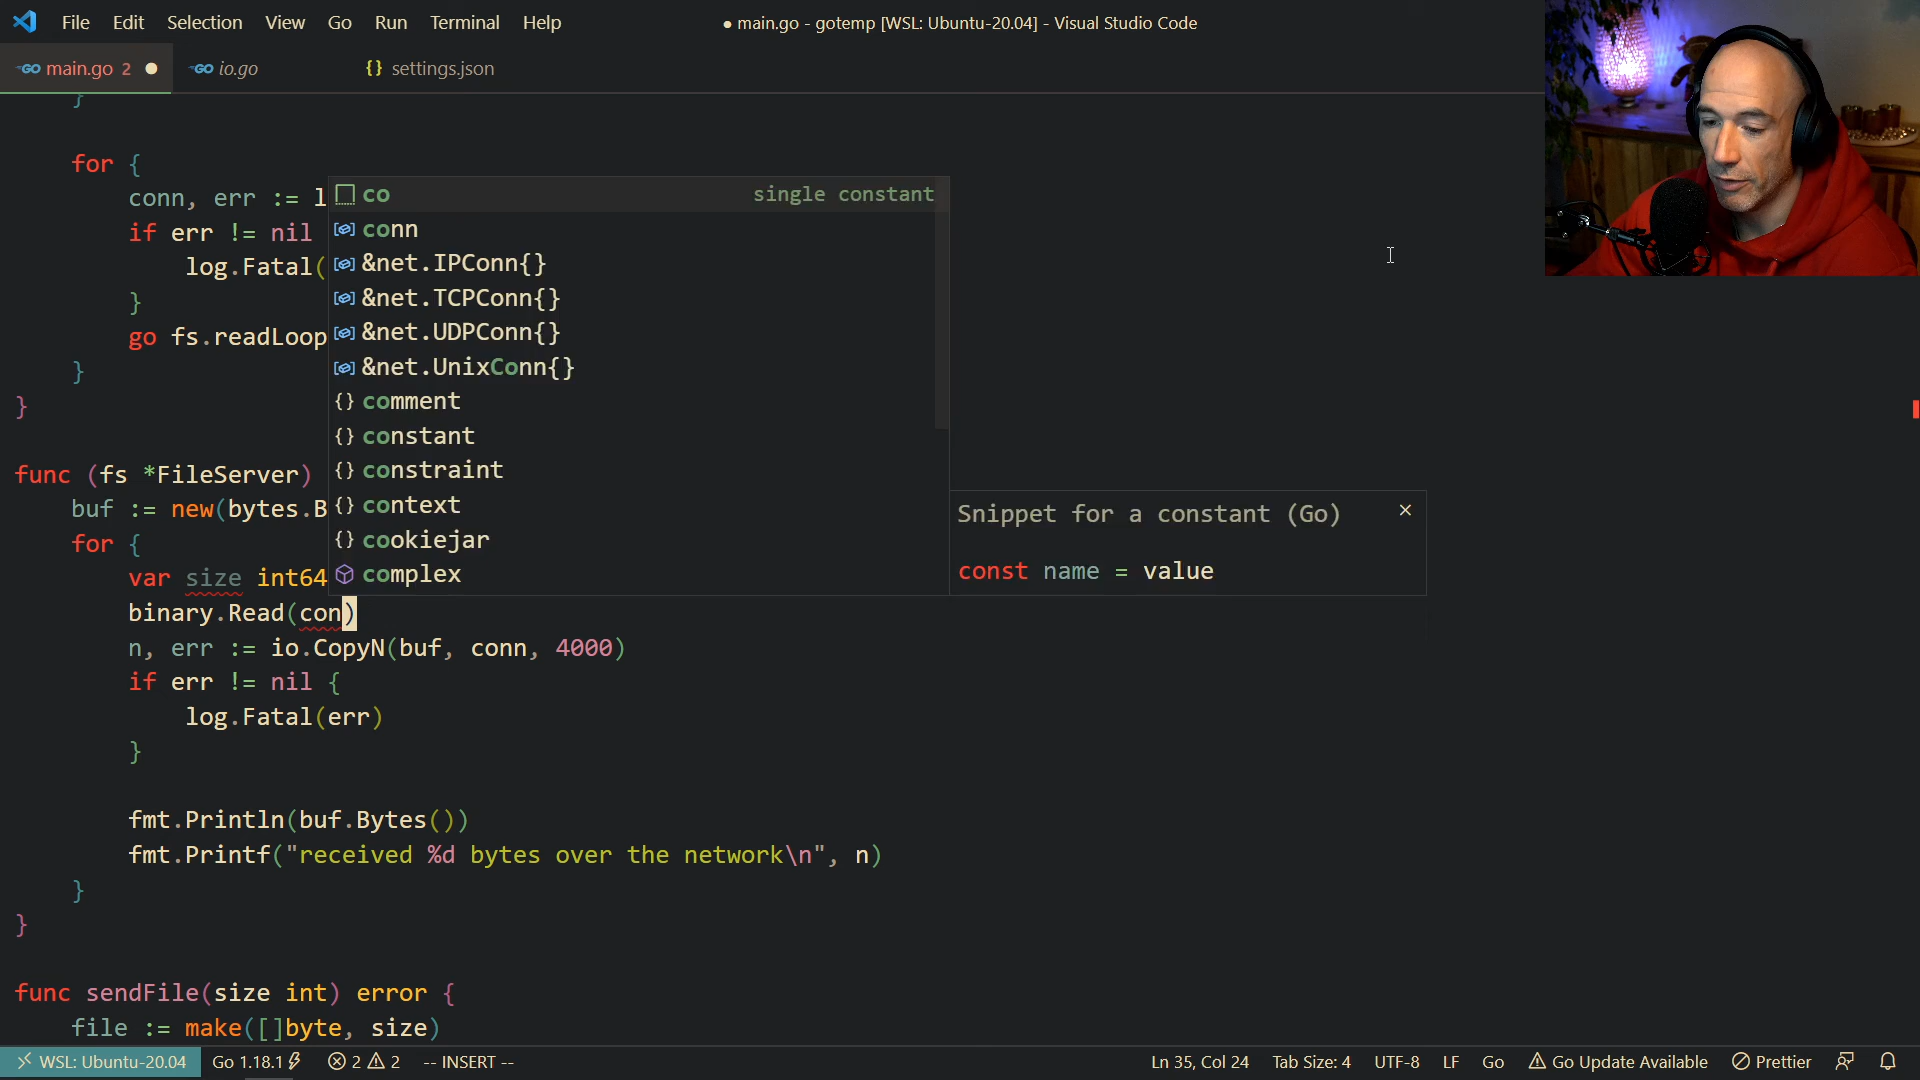 File Edit Selection View Go Run Terminal Help
● main.go - gotemp [WSL: Ubuntu-20.04] - Visual Studio Code
GO main.go 2 ●
GO io.go
{} settings.json
}
for {
conn, err := l
if err != nil
log.Fatal(
}
go fs.readLoop
}
}
co single constant
conn
&net.IPConn{}
&net.TCPConn{}
&net.UDPConn{}
&net.UnixConn{}
{} comment
{} constant
{} constraint
{} context
{} cookiejar
complex
Snippet for a constant (Go) ×
const name = value
func (fs *FileServer)
buf := new(bytes.B
for {
var size int64
binary.Read(con)
n, err := io.CopyN(buf, conn, 4000)
if err != nil {
log.Fatal(err)
}
fmt.Println(buf.Bytes())
fmt.Printf("received %d bytes over the network\n", n)
}
}
func sendFile(size int) error {
file := make([]byte, size)
WSL: Ubuntu-20.04 Go 1.18.1 2 2 -- INSERT -- Ln 35, Col 24 Tab Size: 4 UTF-8 LF Go Go Update Available Prettier